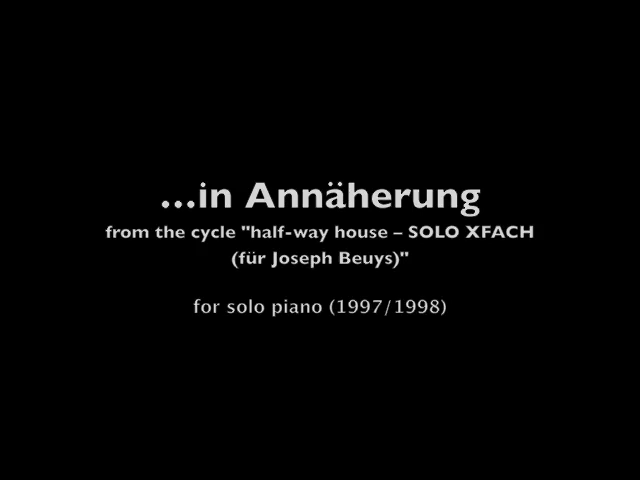 ...in Annäherung
from the cycle "half-way house – SOLO XFACH
(für Joseph Beuys)"
for solo piano (1997/1998)